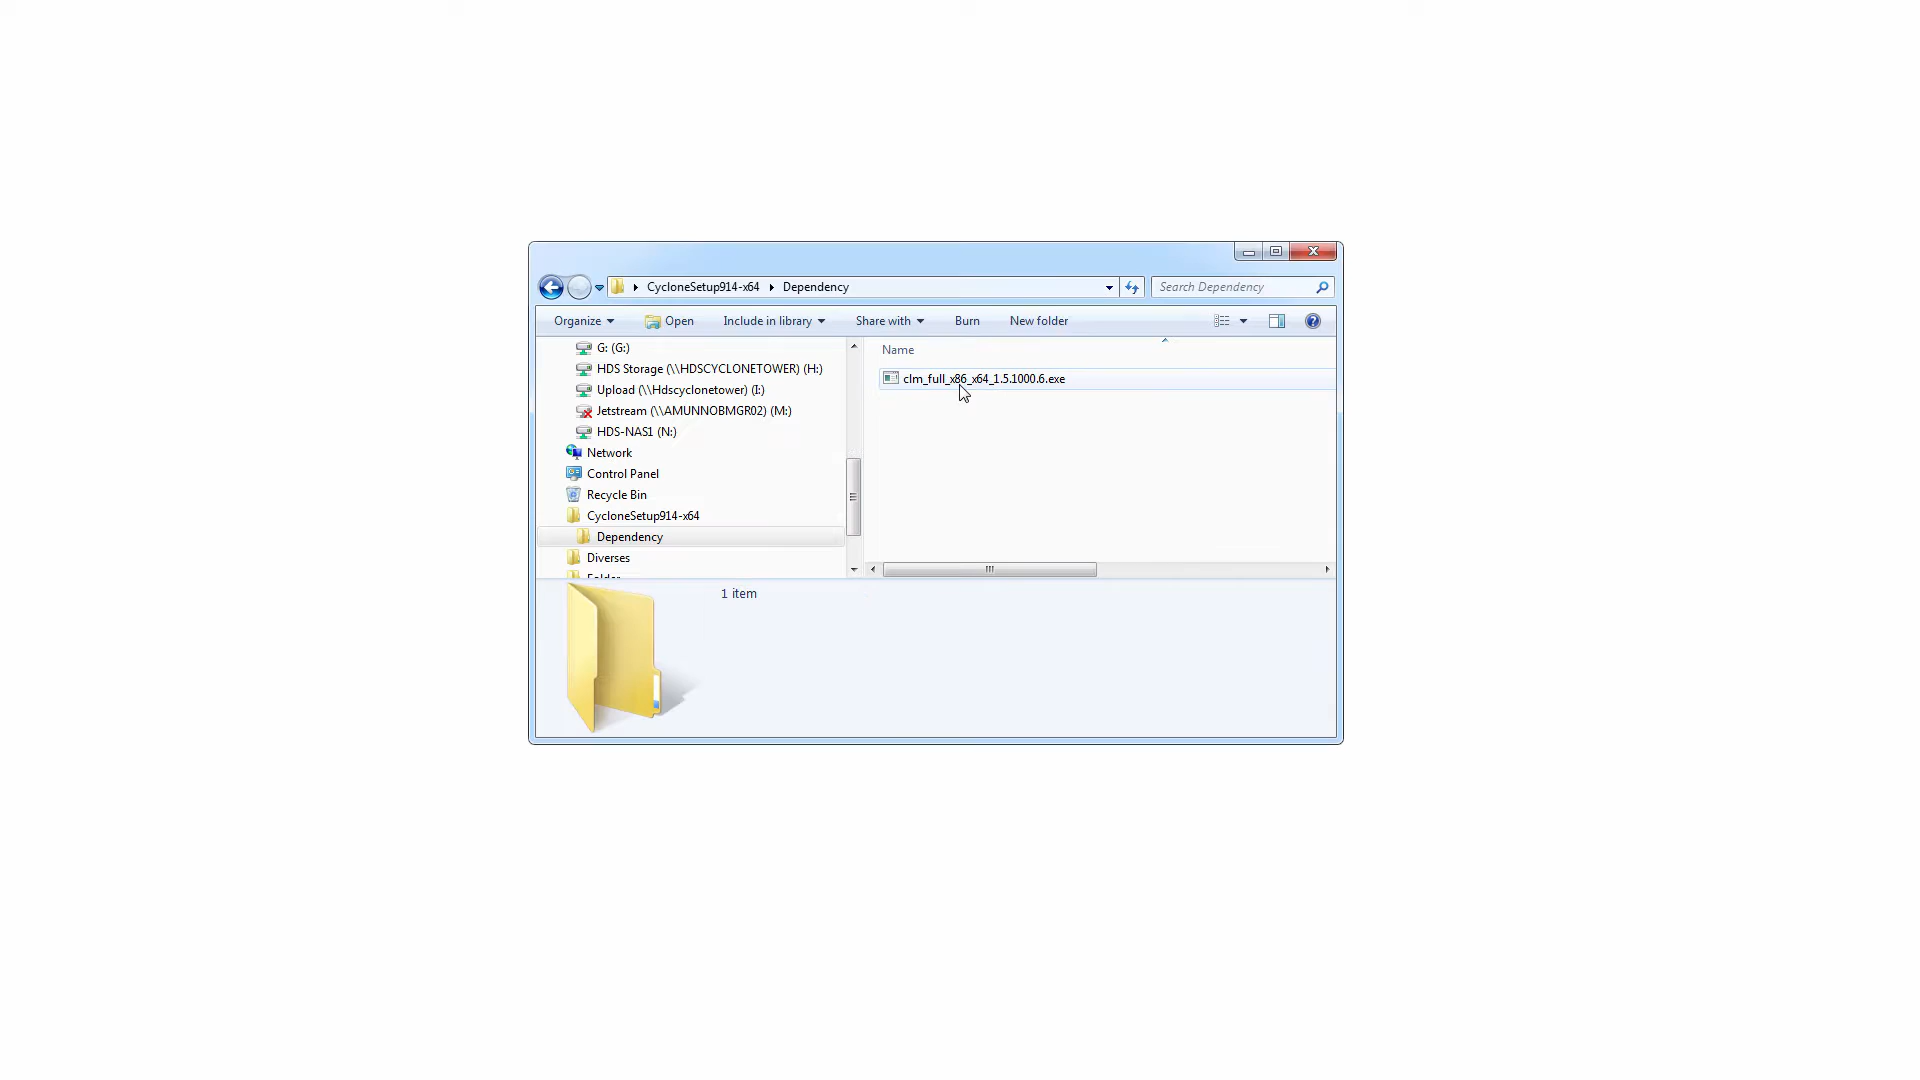 CycloneSetup914-x64 Dependency
Search Dependency
Organize Open Include in library Share with Burn New folder
G: (G:)
HDS Storage (\\HDSCYCLONETOWER) (H:)
Upload (\\Hdscyclonetower) (I:)
Jetstream (\\AMUNNOBMGR02) (M:)
HDS-NAS1 (N:)
Network
Control Panel
Recycle Bin
CycloneSetup914-x64
Dependency
Diverses
Folder
Name
clm_full_x86_x64_1.5.1000.6.exe
1 item